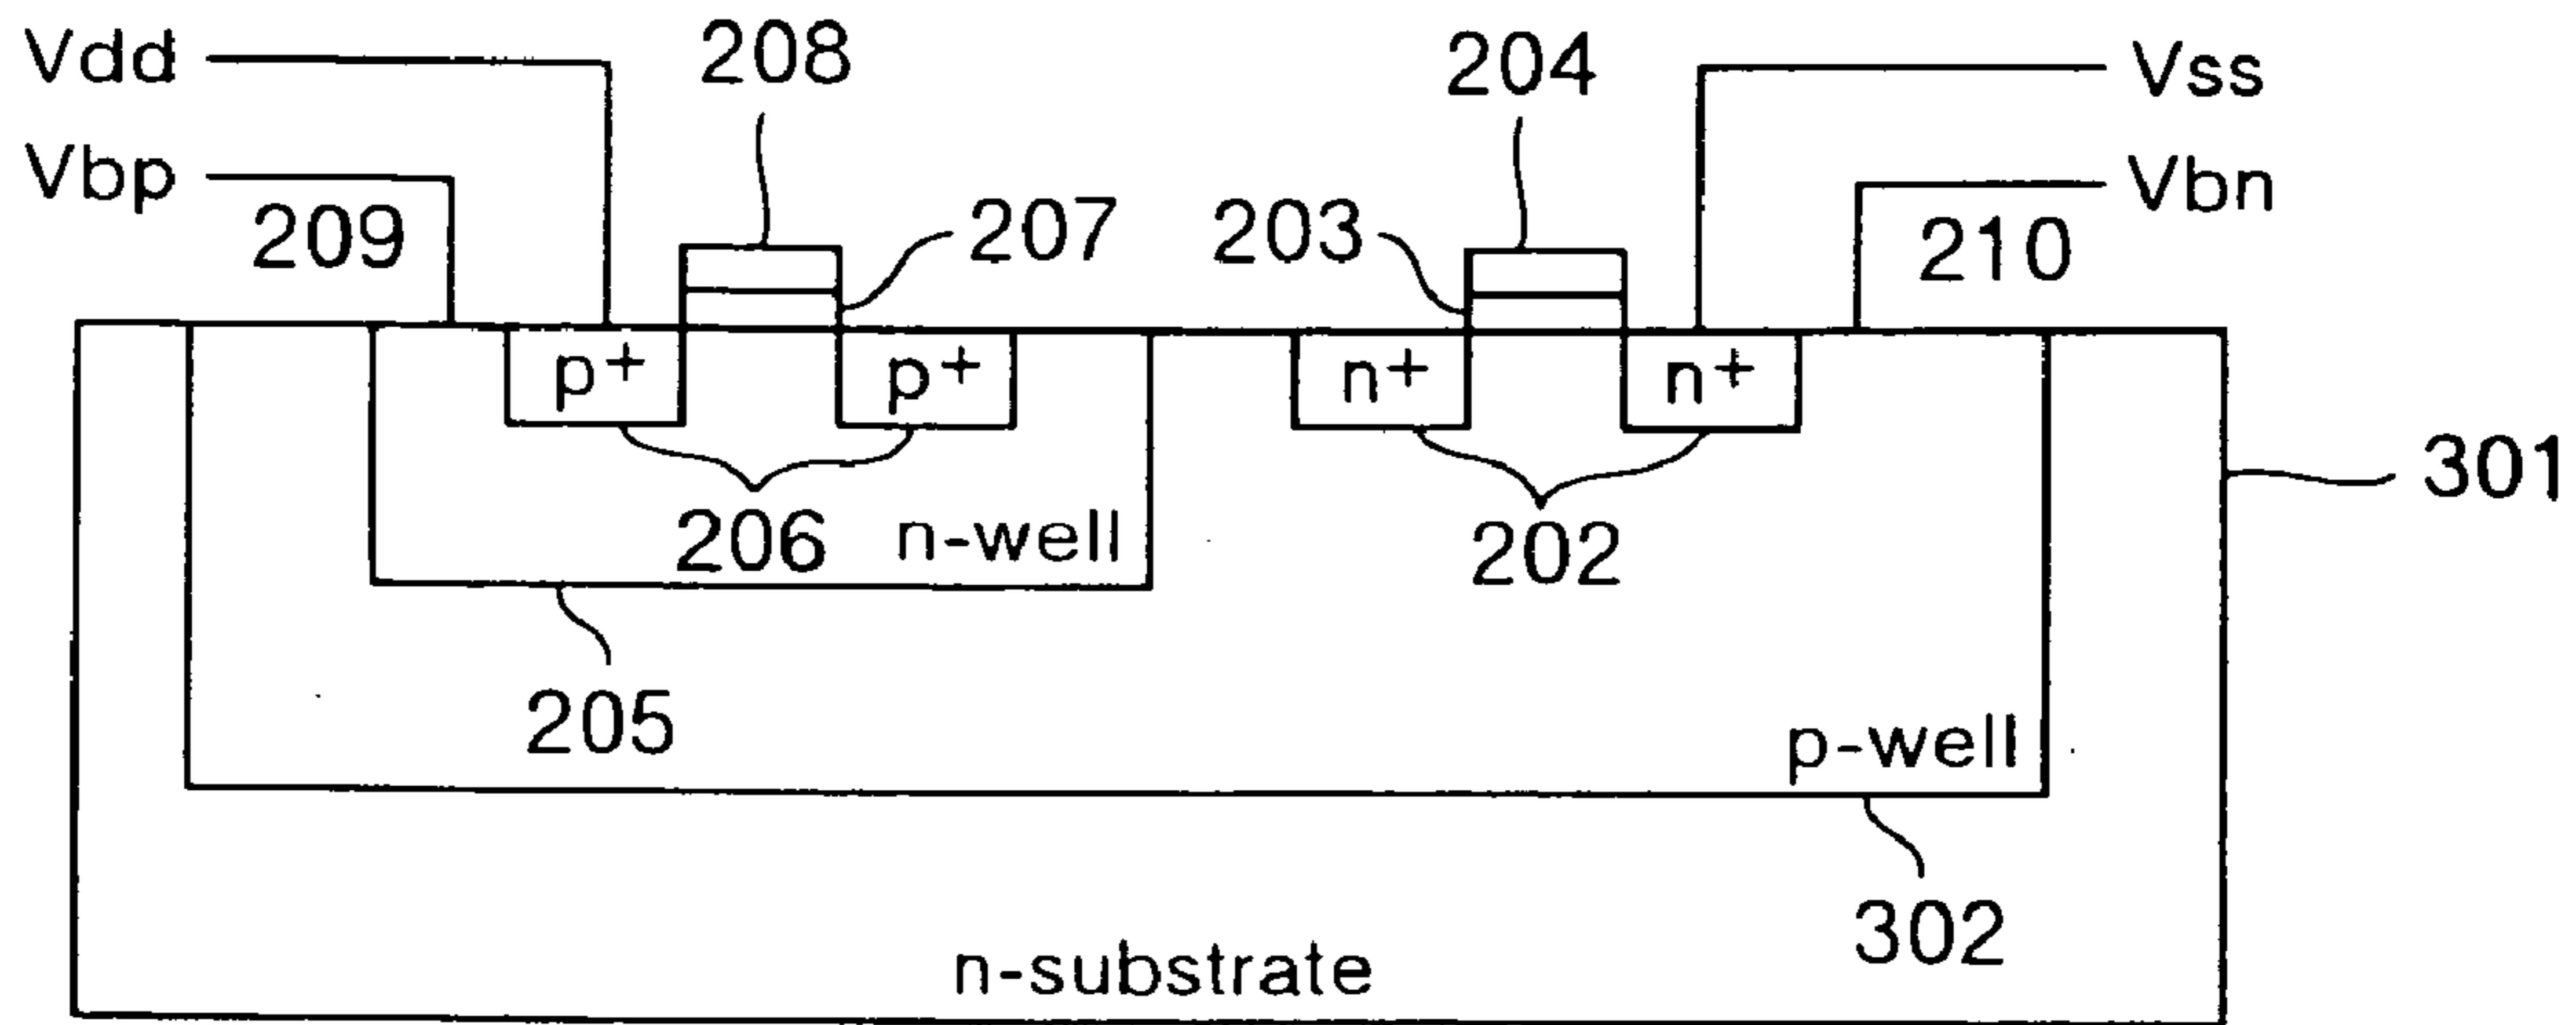 Vdd
208
204
Vss
Vbp
209
207
203
210
Vbn
p+
p+
n+
n+
301
206
n-well
202
205
p-well
302
n-substrate